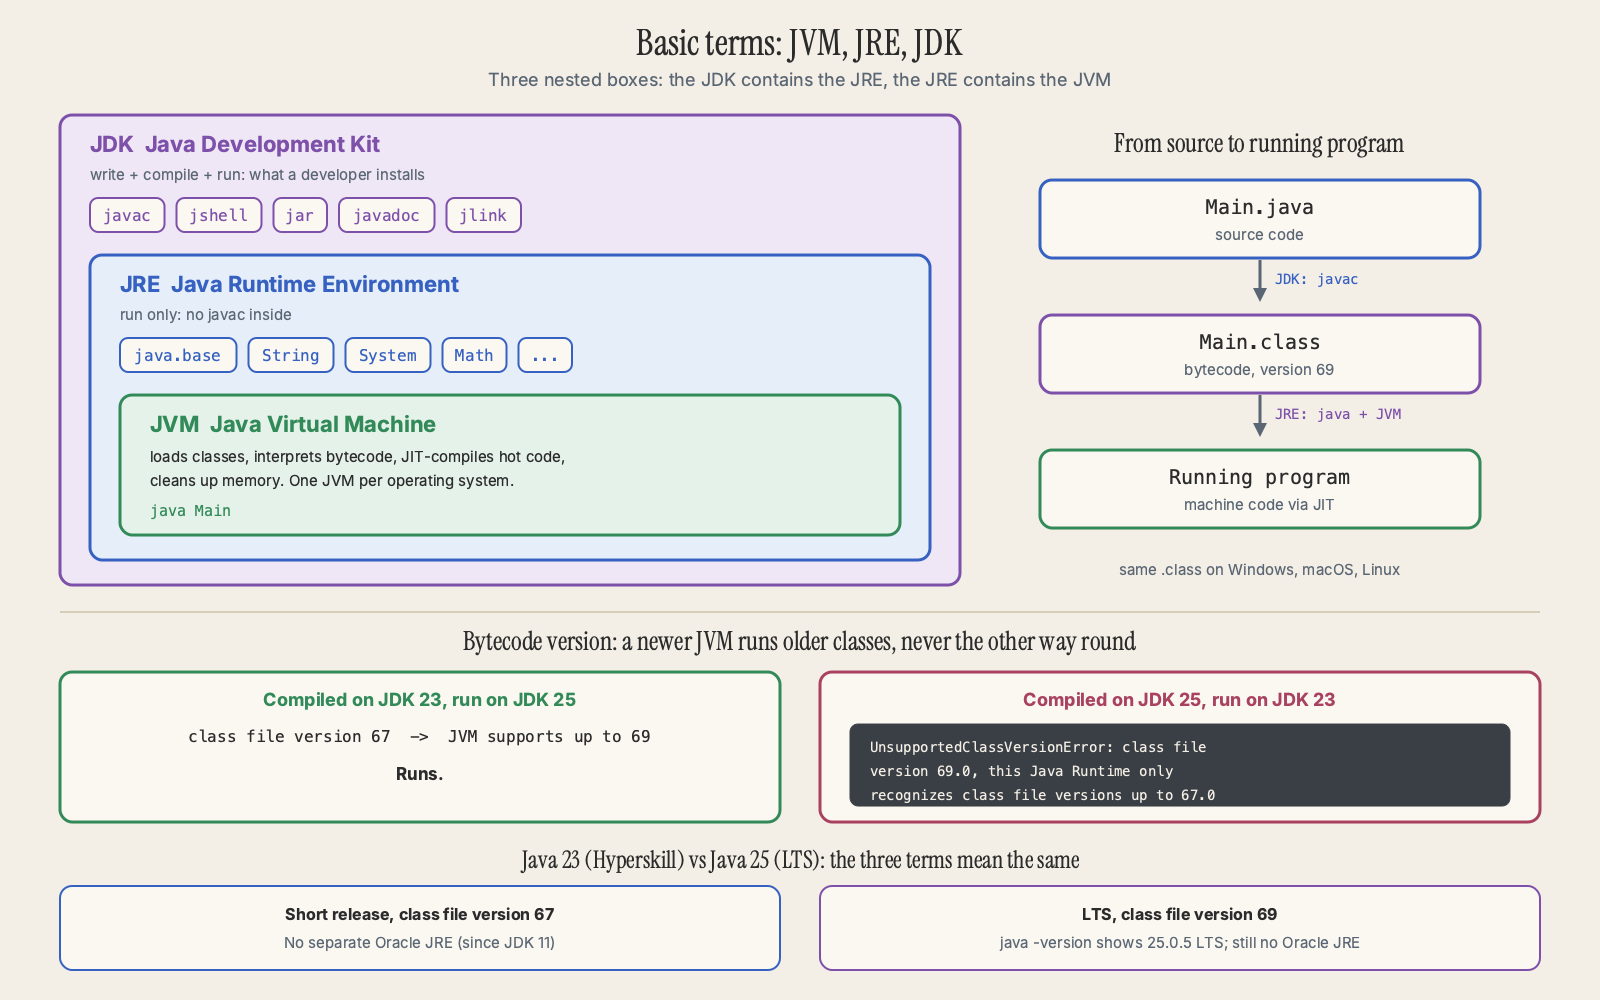 Basic terms: JVM, JRE, JDK
Three nested boxes: the JDK contains the JRE, the JRE contains the JVM
JDK  Java Development Kit
write + compile + run: what a developer installs
javac
jshell
jar
javadoc
jlink
JRE  Java Runtime Environment
run only: no javac inside
java.base
String
System
Math
...
JVM  Java Virtual Machine
loads classes, interprets bytecode, JIT-compiles hot code,
cleans up memory. One JVM per operating system.
java Main
From source to running program
Main.java
source code
JDK: javac
Main.class
bytecode, version 69
JRE: java + JVM
Running program
machine code via JIT
same .class on Windows, macOS, Linux
Bytecode version: a newer JVM runs older classes, never the other way round
Compiled on JDK 23, run on JDK 25
class file version 67  —>  JVM supports up to 69
Runs.
Compiled on JDK 25, run on JDK 23
UnsupportedClassVersionError: class file
version 69.0, this Java Runtime only
recognizes class file versions up to 67.0
Java 23 (Hyperskill) vs Java 25 (LTS): the three terms mean the same
Short release, class file version 67
No separate Oracle JRE (since JDK 11)
LTS, class file version 69
java -version shows 25.0.5 LTS; still no Oracle JRE